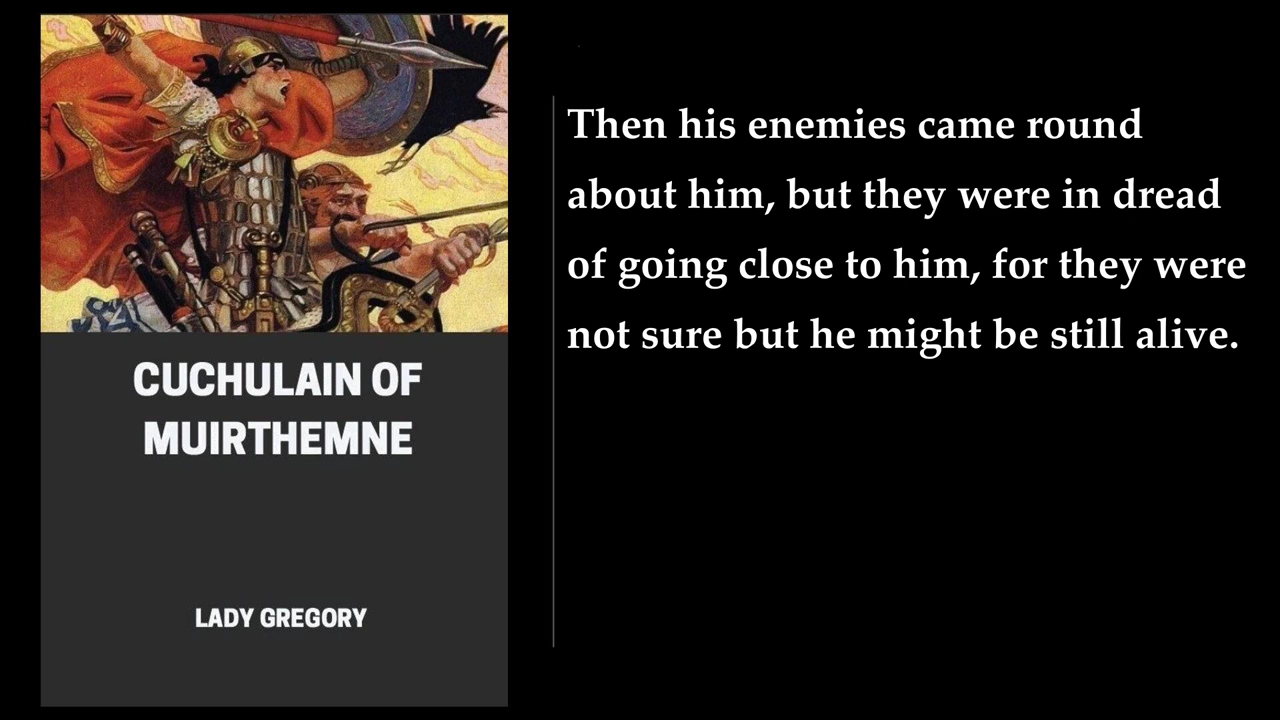 CUCHULAIN OF
MUIRTHEMNE
LADY GREGORY
Then his enemies came round
about him, but they were in dread
of going close to him, for they were
not sure but he might be still alive.